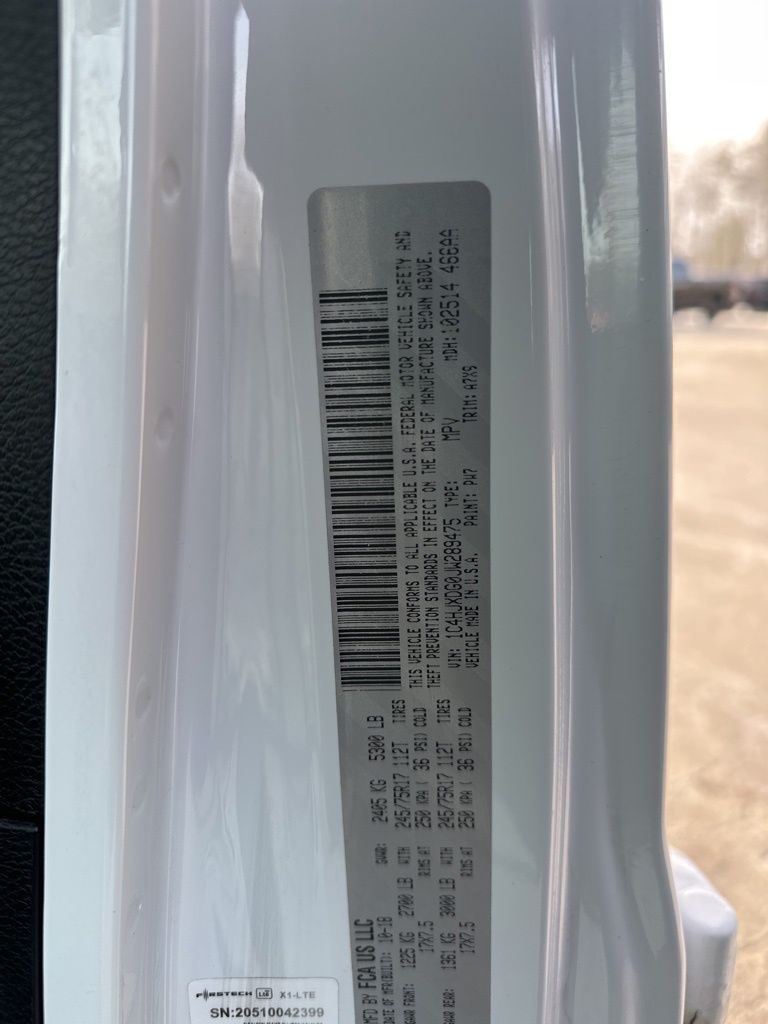 MFD BY FCA US LLC
DATE OF MFR(BUILT): 10-18 GVWR: 2405 KG 5300 LB
GAWR FRONT: 1225 KG 2700 LB WITH 245/75R17 112T TIRES
17X7.5 RIMS AT 250 KPA ( 36 PSI) COLD
GAWR REAR: 1361 KG 3000 LB WITH 245/75R17 112T TIRES
17X7.5 RIMS AT 250 KPA ( 36 PSI) COLD
THIS VEHICLE CONFORMS TO ALL APPLICABLE U.S.A. FEDERAL MOTOR VEHICLE SAFETY AND
THEFT PREVENTION STANDARDS IN EFFECT ON THE DATE OF MANUFACTURE SHOWN ABOVE.
VIN: 1C4HJXDG0JW289475 TYPE: MPV MDH: 102514 466AA
VEHICLE MADE IN U.S.A. PAINT: PW7 TRIM: A7X9
FIRSTECH LTE X1-LTE
SN:20510042399